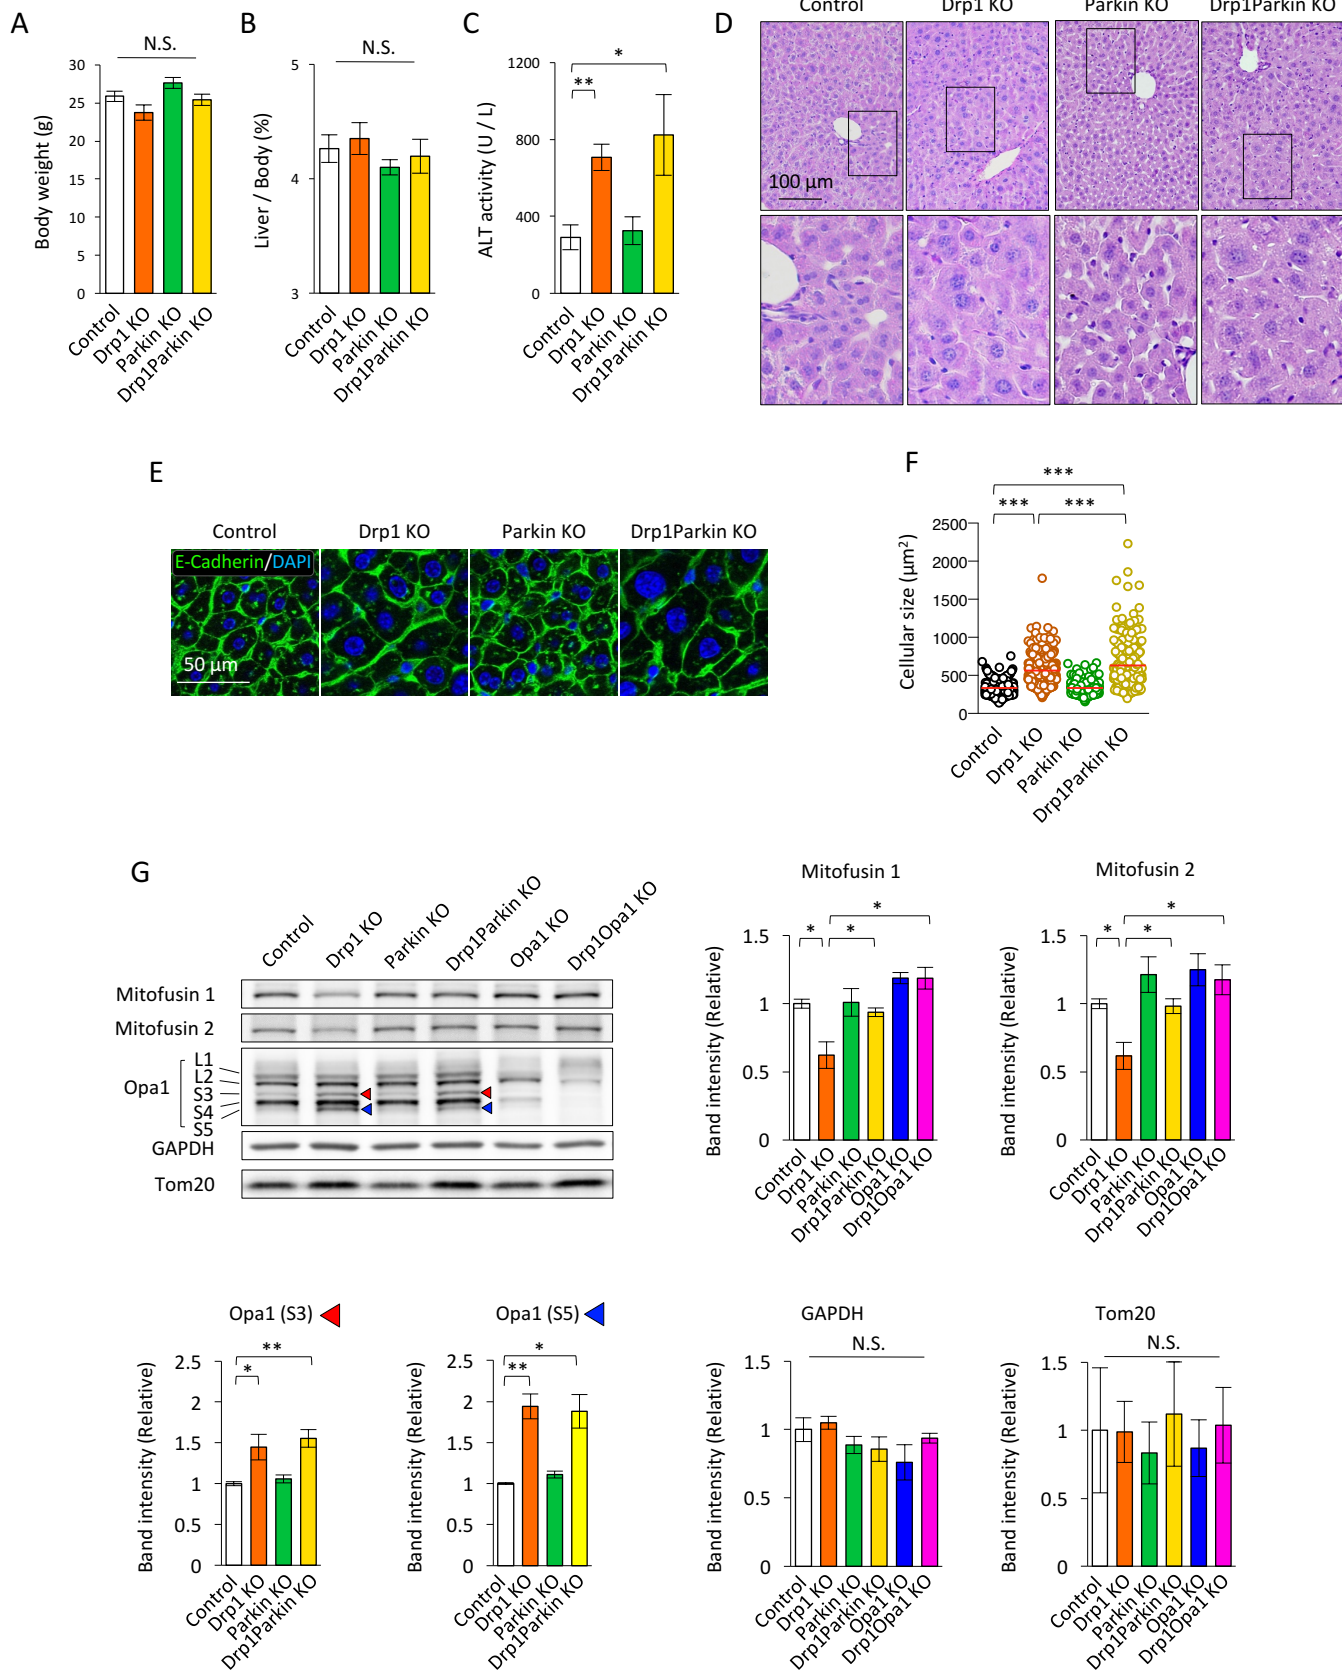 A
N.S.
Body weight (g)
30
25
20
15
10
5
0
Control
Drp1 KO
Parkin KO
Drp1Parkin KO
B
N.S.
Liver / Body (%)
5
4
3
Control
Drp1 KO
Parkin KO
Drp1Parkin KO
C
*
**
ALT activity (U / L)
1200
800
400
0
Control
Drp1 KO
Parkin KO
Drp1Parkin KO
D
Control Drp1 KO Parkin KO Drp1Parkin KO
100 μm
E
Control Drp1 KO Parkin KO Drp1Parkin KO
E-Cadherin/DAPI
50 μm
F
***
*** ***
Cellular size (μm²)
2500
2000
1500
1000
500
0
Control
Drp1 KO
Parkin KO
Drp1Parkin KO
G
Control
Drp1 KO
Parkin KO
Drp1Parkin KO
Opa1 KO
Drp1Opa1 KO
Mitofusin 1
Mitofusin 2
Opa1
L1
L2
S3
S4
S5
GAPDH
Tom20
Mitofusin 1
*
* *
Band intensity (Relative)
1.5
1
0.5
0
Control
Drp1 KO
Parkin KO
Drp1Parkin KO
Opa1 KO
Drp1Opa1 KO
Mitofusin 2
*
* *
Band intensity (Relative)
1.5
1
0.5
0
Control
Drp1 KO
Parkin KO
Drp1Parkin KO
Opa1 KO
Drp1Opa1 KO
Opa1 (S3)
**
*
Band intensity (Relative)
2.5
2
1.5
1
0.5
0
Control
Drp1 KO
Parkin KO
Drp1Parkin KO
Opa1 (S5)
*
**
Band intensity (Relative)
2.5
2
1.5
1
0.5
0
Control
Drp1 KO
Parkin KO
Drp1Parkin KO
GAPDH
N.S.
Band intensity (Relative)
1.5
1
0.5
0
Control
Drp1 KO
Parkin KO
Drp1Parkin KO
Opa1 KO
Drp1Opa1 KO
Tom20
N.S.
Band intensity (Relative)
1.5
1
0.5
0
Control
Drp1 KO
Parkin KO
Drp1Parkin KO
Opa1 KO
Drp1Opa1 KO